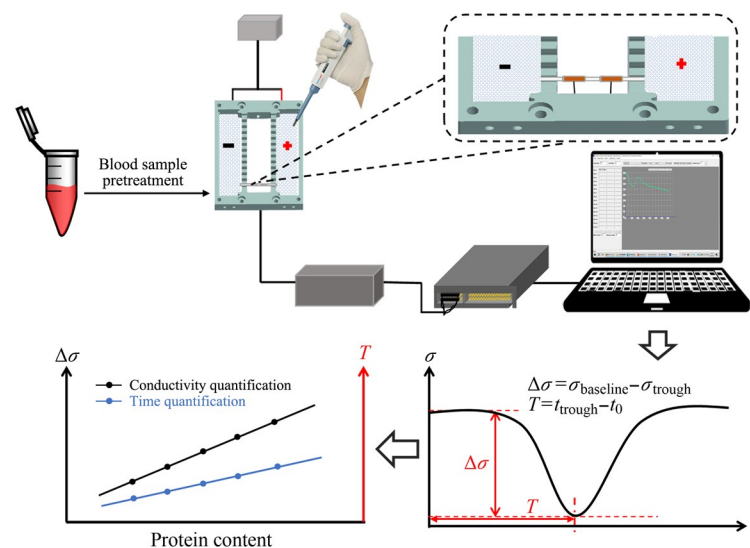 Blood sample
pretreatment
-
+
-
+
Δσ
T
Conductivity quantification
Time quantification
Protein content
σ
Δσ=σbaseline−σtrough
T=ttrough−t0
Δσ
T